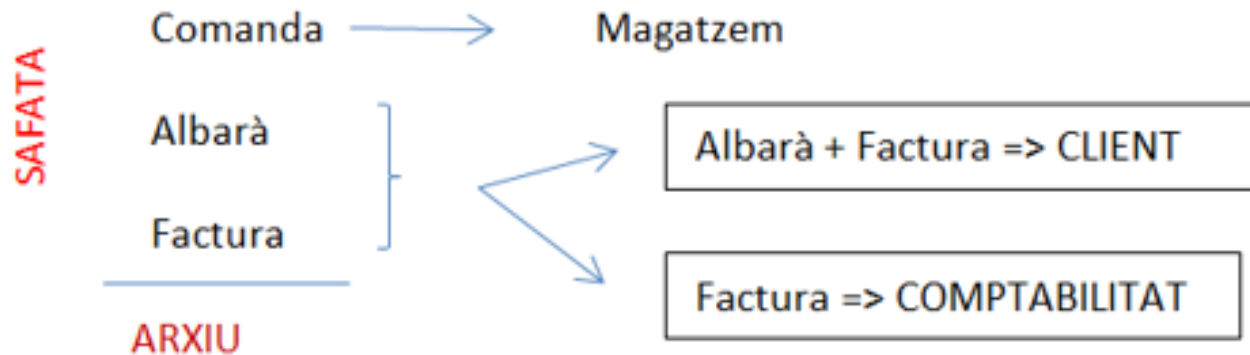 SAFATA
Comanda
Magatzem
Albarà
Factura
Albarà + Factura => CLIENT
Factura => COMPTABILITAT
ARXIU